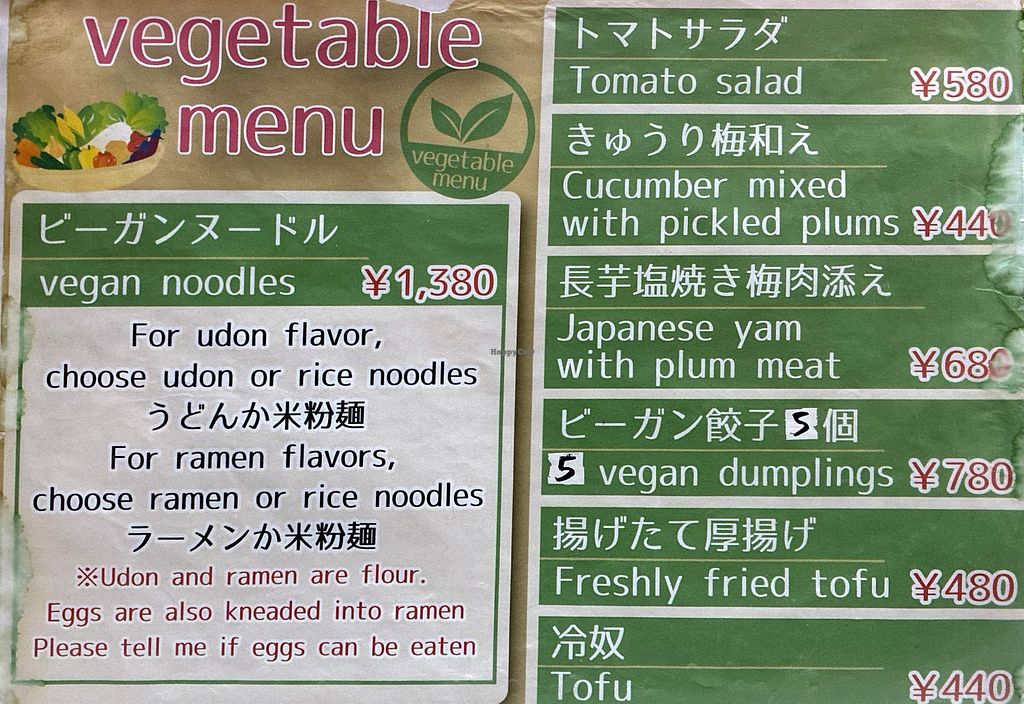 vegetable
menu
vegetable
menu
ビーガンヌードル
vegan noodles ¥1,380
For udon flavor,
choose udon or rice noodles
うどんか米粉麺
For ramen flavors,
choose ramen or rice noodles
ラーメンか米粉麺
※Udon and ramen are flour.
Eggs are also kneaded into ramen
Please tell me if eggs can be eaten
トマトサラダ
Tomato salad ¥580
きゅうり梅和え
Cucumber mixed
with pickled plums ¥440
長芋塩焼き梅肉添え
Japanese yam
with plum meat ¥680
ビーガン餃子5個
5 vegan dumplings ¥780
揚げたて厚揚げ
Freshly fried tofu ¥480
冷奴
Tofu ¥440
HappyCow